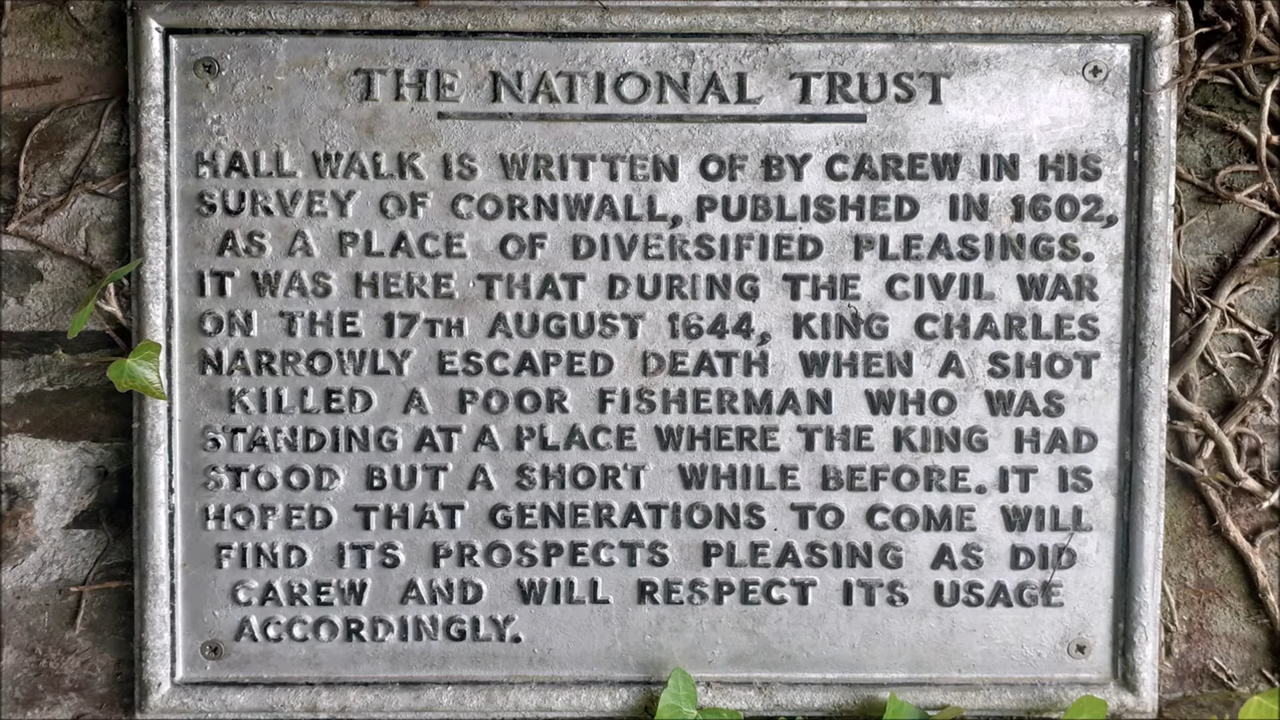 THE NATIONAL TRUST
HALL WALK IS WRITTEN OF BY CAREW IN HIS
SURVEY OF CORNWALL, PUBLISHED IN 1602,
AS A PLACE OF DIVERSIFIED PLEASINGS.
IT WAS HERE THAT DURING THE CIVIL WAR
ON THE 17TH AUGUST 1644, KING CHARLES
NARROWLY ESCAPED DEATH WHEN A SHOT
KILLED A POOR FISHERMAN WHO WAS
STANDING AT A PLACE WHERE THE KING HAD
STOOD BUT A SHORT WHILE BEFORE. IT IS
HOPED THAT GENERATIONS TO COME WILL
FIND ITS PROSPECTS PLEASING AS DID
CAREW AND WILL RESPECT ITS USAGE
ACCORDINGLY.